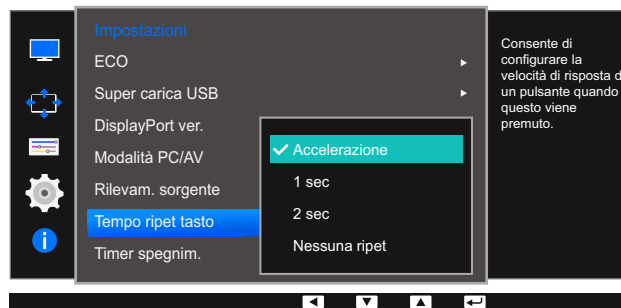 Impostazioni
ECO
Super carica USB
DisplayPort ver.
Modalità PC/AV
Rilevam. sorgente
Tempo ripet tasto
Timer spegnim.
Accelerazione
1 sec
2 sec
Nessuna ripet
Consente di
configurare la
velocità di risposta d
un pulsante quando
questo viene
premuto.